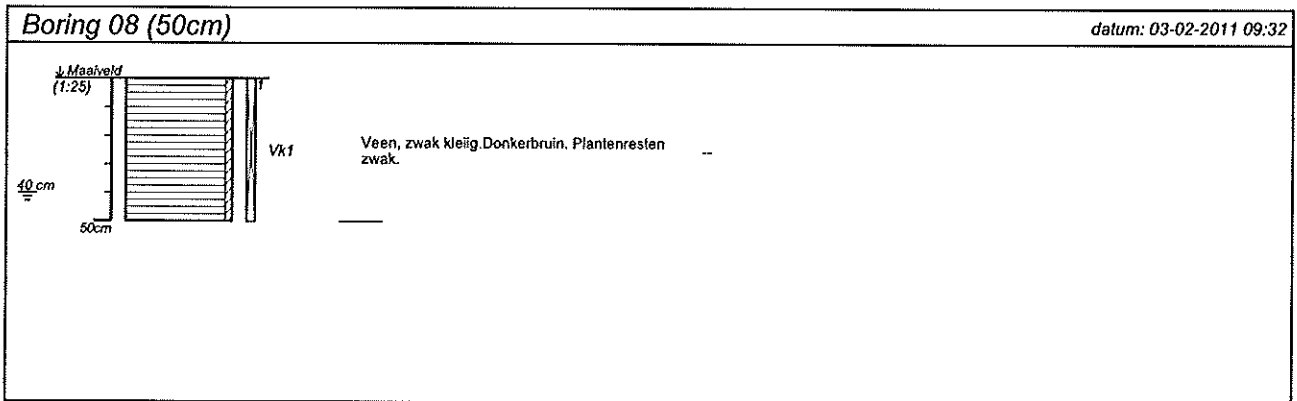 Boring 08 (50cm)
datum: 03-02-2011 09:32
↓ Maaiveld
(1:25)
1
Vk1
Veen, zwak kleiig.Donkerbruin. Plantenresten
zwak.
--
40 cm
50cm